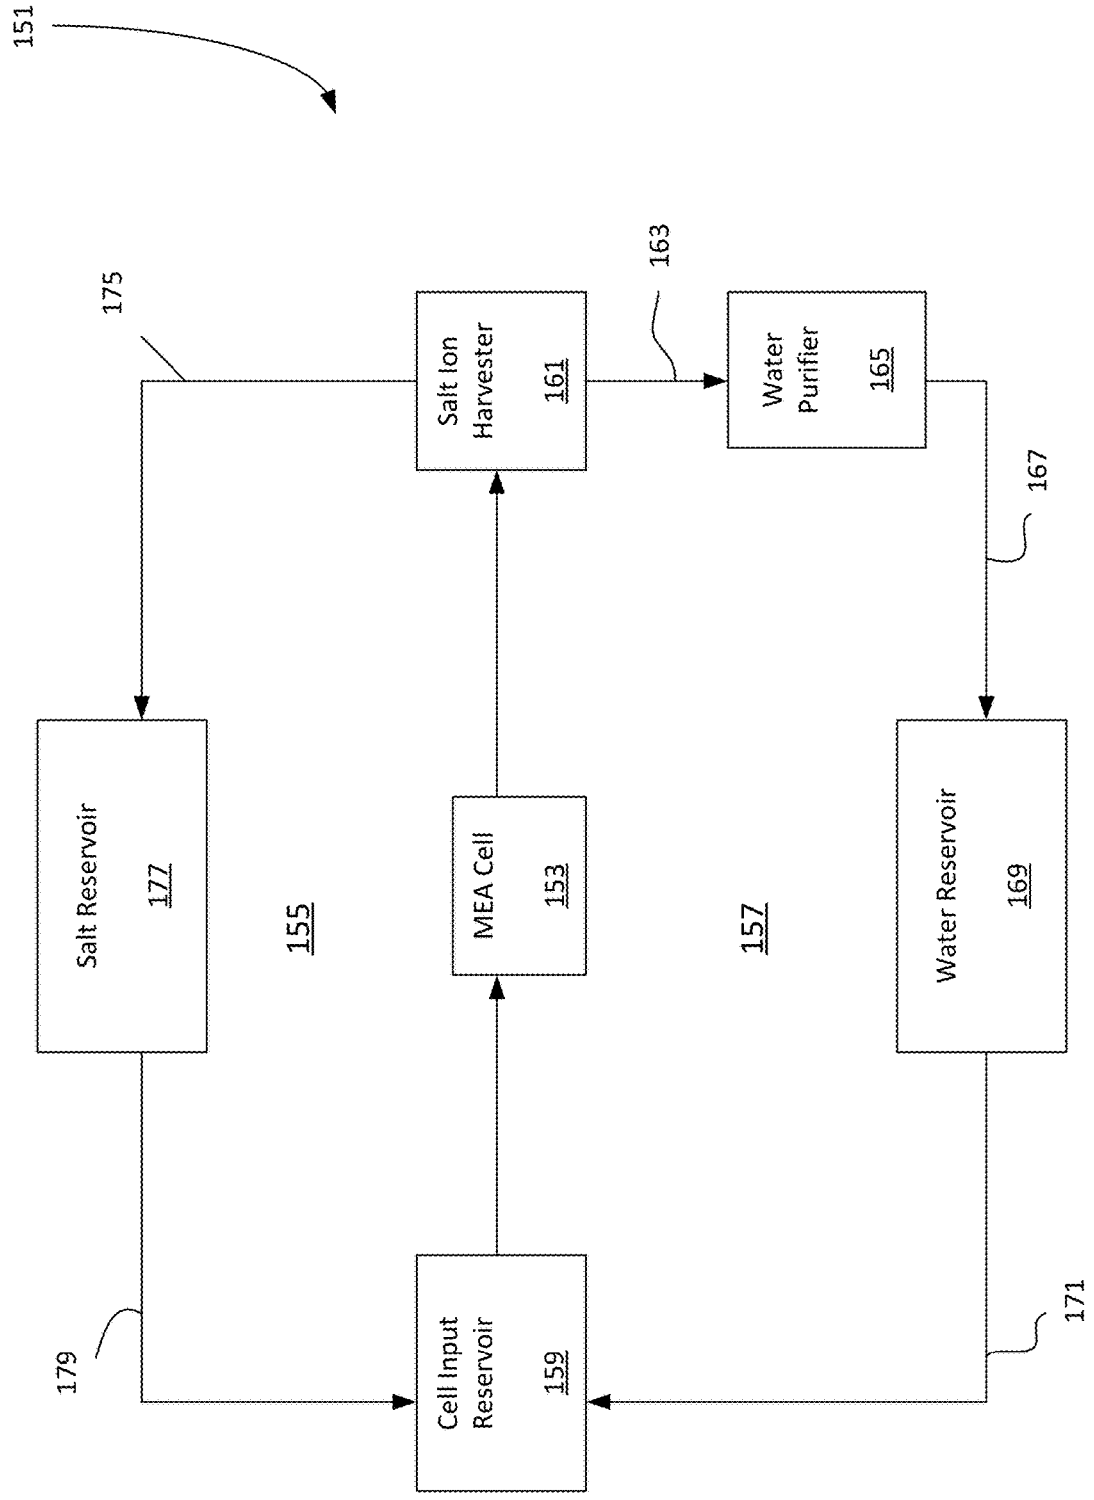 151
179
Salt Reservoir
177
175
155
Cell Input
Reservoir
159
MEA Cell
153
Salt Ion
Harvester
161
163
157
Water
Purifier
165
Water Reservoir
169
167
171